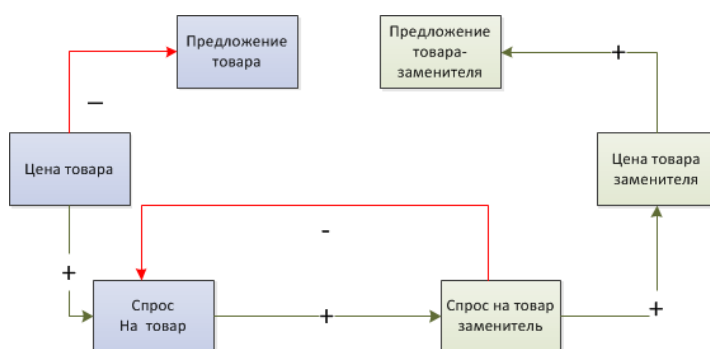 Предложение
товара
Предложение
товара-
заменителя
+
–
Цена товара
Цена товара
заменителя
-
+
Спрос
На товар
+
Спрос на товар
заменитель
+